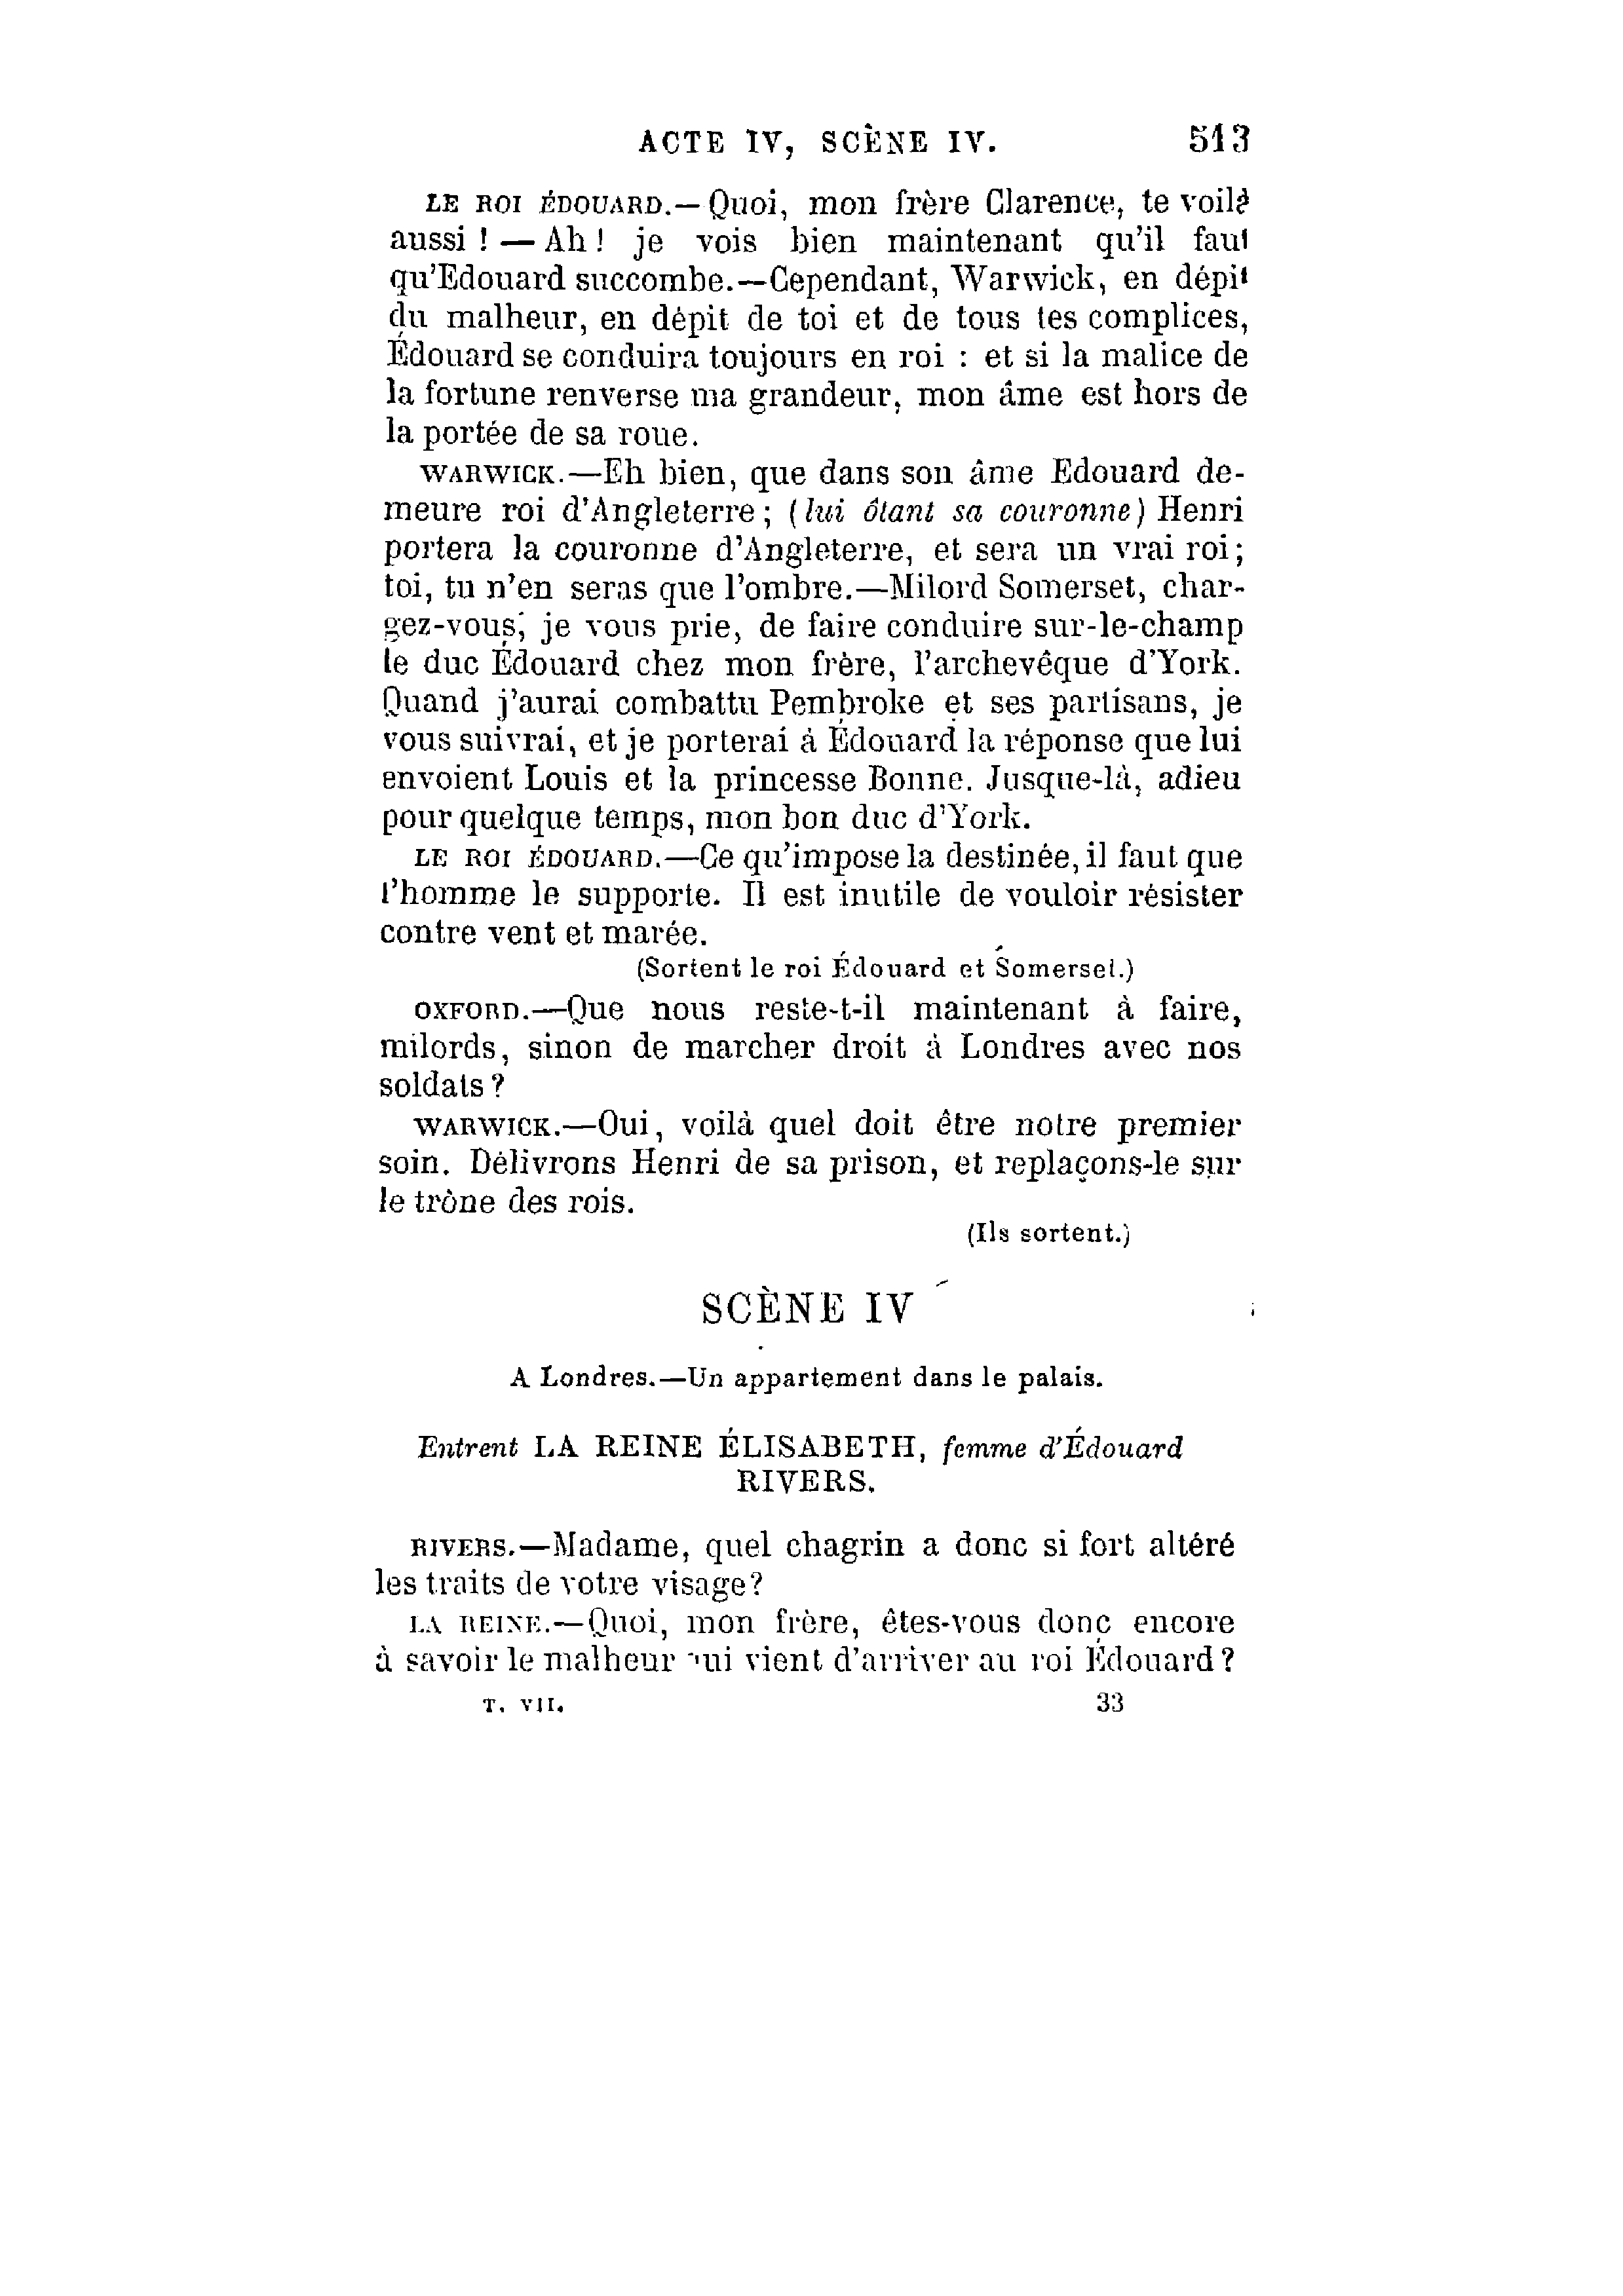 ACTE IV, SCÈNE IV. 513
LE ROI ÉDOUARD.—Quoi, mon frère Clarence, te voilà
aussi ! — Ah ! je vois bien maintenant qu'il faut
qu'Edouard succombe.—Cependant, Warwick, en dépit
du malheur, en dépit de toi et de tous tes complices,
Édouard se conduira toujours en roi : et si la malice de
la fortune renverse ma grandeur, mon âme est hors de
la portée de sa roue.
WARWICK.—Eh bien, que dans son âme Edouard de-
meure roi d'Angleterre ; (lui ôtant sa couronne) Henri
portera la couronne d'Angleterre, et sera un vrai roi ;
toi, tu n'en seras que l'ombre.—Milord Somerset, char-
gez-vous, je vous prie, de faire conduire sur-le-champ
le duc Édouard chez mon frère, l'archevêque d'York.
Quand j'aurai combattu Pembroke et ses partisans, je
vous suivrai, et je porterai à Édouard la réponse que lui
envoient Louis et la princesse Bonne. Jusque-là, adieu
pour quelque temps, mon bon duc d'York.
LE ROI ÉDOUARD.—Ce qu'impose la destinée, il faut que
l'homme le supporte. Il est inutile de vouloir résister
contre vent et marée.
(Sortent le roi Édouard et Somerset.)
OXFORD.—Que nous reste-t-il maintenant à faire,
milords, sinon de marcher droit à Londres avec nos
soldats ?
WARWICK.—Oui, voilà quel doit être notre premier
soin. Délivrons Henri de sa prison, et replaçons-le sur
le trône des rois.
(Ils sortent.)
SCÈNE IV
A Londres.—Un appartement dans le palais.
Entrent LA REINE ÉLISABETH, femme d'Édouard
RIVERS.
RIVERS.—Madame, quel chagrin a donc si fort altéré
les traits de votre visage?
LA REINE.—Quoi, mon frère, êtes-vous donc encore
à savoir le malheur qui vient d'arriver au roi Édouard ?
T. VII. 33